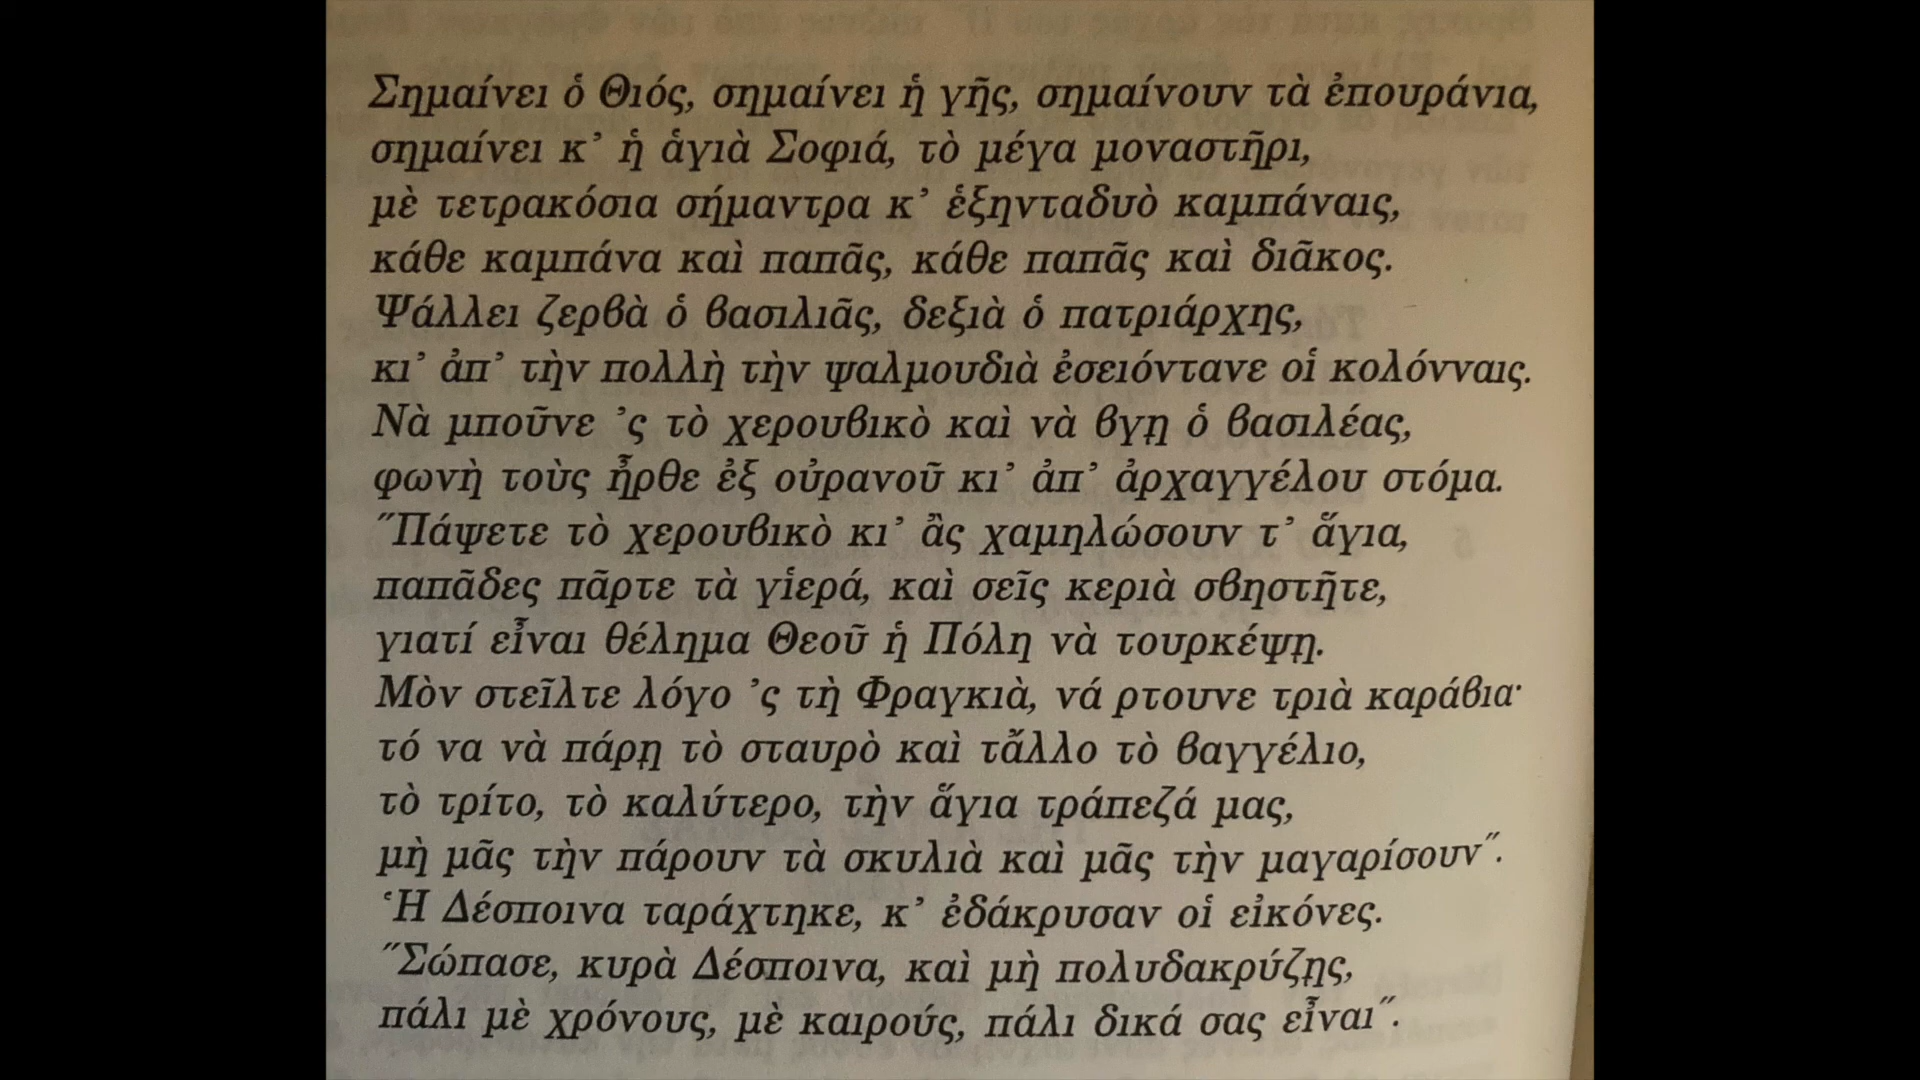 Σημαίνει ὁ Θιός, σημαίνει ἡ γῆς, σημαίνουν τὰ ἐπουράνια,
σημαίνει κ’ ἡ ἁγιὰ Σοφιά, τὸ μέγα μοναστῆρι,
μὲ τετρακόσια σήμαντρα κ’ ἑξηνταδυὸ καμπάναις,
κάθε καμπάνα καὶ παπᾶς, κάθε παπᾶς καὶ διᾶκος.
Ψάλλει ζερβὰ ὁ βασιλιᾶς, δεξιὰ ὁ πατριάρχης,
κι’ ἀπ’ τὴν πολλὴ τὴν ψαλμουδιὰ ἐσειόντανε οἱ κολόνναις.
Νὰ μποῦνε ’ς τὸ χερουβικὸ καὶ νὰ βγῃ ὁ βασιλέας,
φωνὴ τοὺς ἦρθε ἐξ οὐρανοῦ κι’ ἀπ’ ἀρχαγγέλου στόμα.
"Πάψετε τὸ χερουβικὸ κι’ ἂς χαμηλώσουν τ’ ἅγια,
παπᾶδες πᾶρτε τὰ γἱερά, καὶ σεῖς κεριὰ σβηστῆτε,
γιατί εἶναι θέλημα Θεοῦ ἡ Πόλη νὰ τουρκέψῃ.
Μὸν στεῖλτε λόγο ’ς τὴ Φραγκιὰ, νά ρτουνε τριὰ καράβια·
τό να νὰ πάρῃ τὸ σταυρὸ καὶ τἄλλο τὸ βαγγέλιο,
τὸ τρίτο, τὸ καλύτερο, τὴν ἅγια τράπεζά μας,
μὴ μᾶς τὴν πάρουν τὰ σκυλιὰ καὶ μᾶς τὴν μαγαρίσουν".
Ἡ Δέσποινα ταράχτηκε, κ’ ἐδάκρυσαν οἱ εἰκόνες.
"Σώπασε, κυρὰ Δέσποινα, καὶ μὴ πολυδακρύζῃς,
πάλι μὲ χρόνους, μὲ καιρούς, πάλι δικά σας εἶναι".